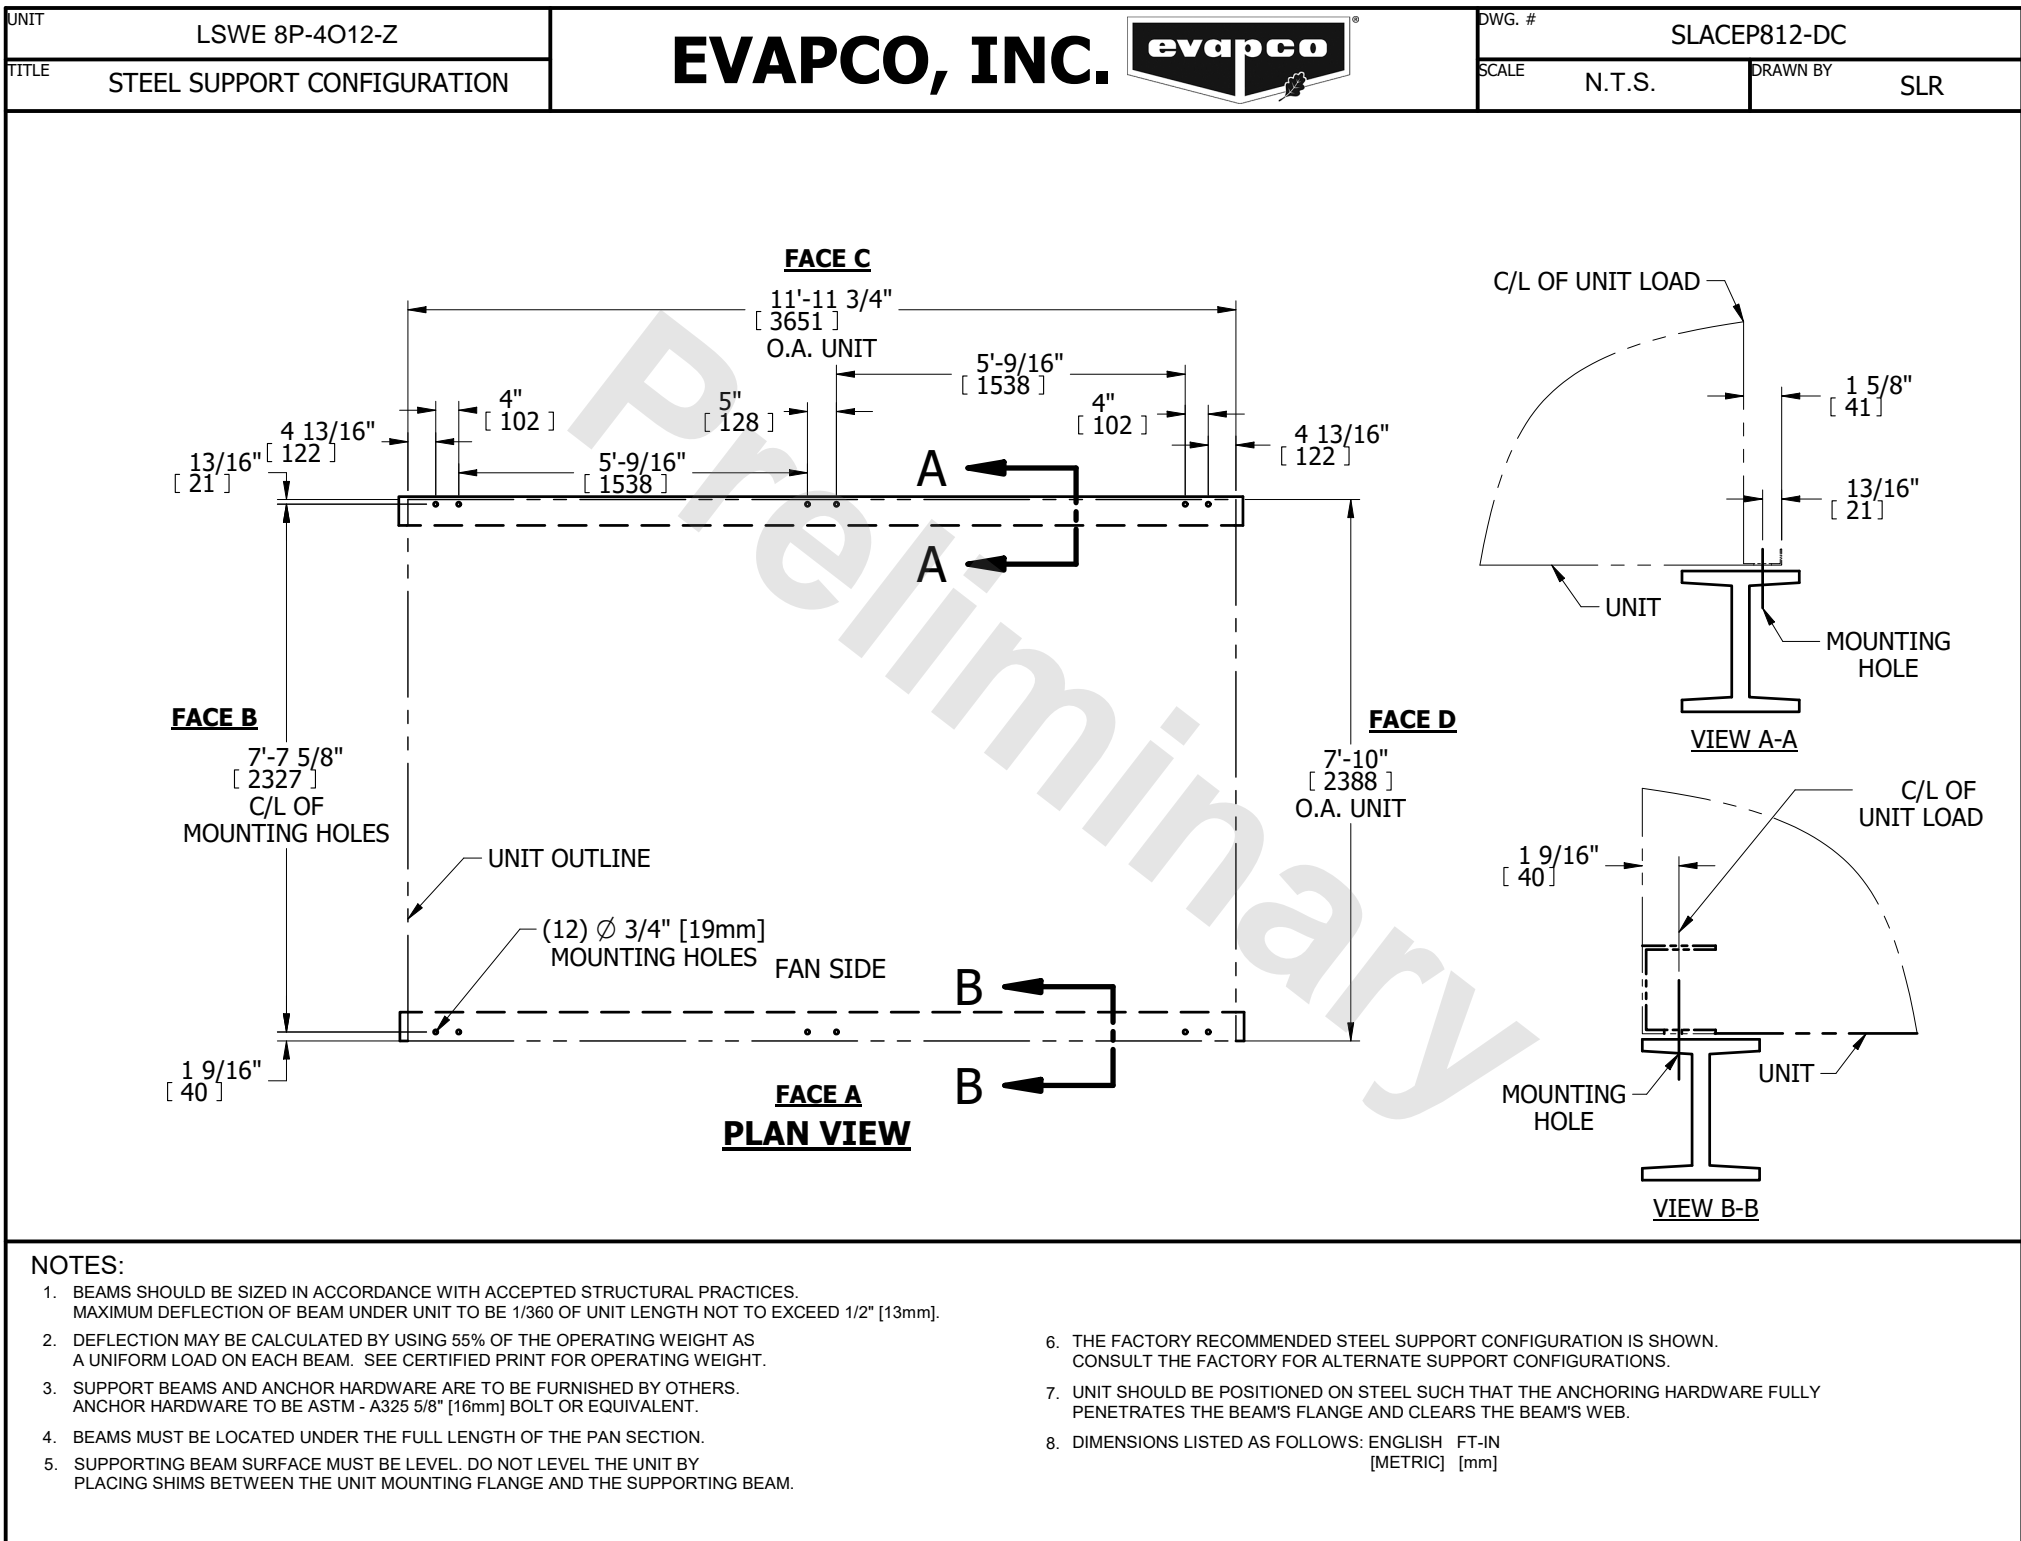 UNIT
LSWE 8P-4O12-Z
TITLE
STEEL SUPPORT CONFIGURATION
EVAPCO, INC.
evapco
®
DWG. #
SLACEP812-DC
SCALE
N.T.S.
DRAWN BY
SLR
FACE C
11'-11 3/4"
[ 3651 ]
O.A. UNIT
5'-9/16"
[ 1538 ]
4"
[ 102 ]
5"
[ 128 ]
4"
[ 102 ]
4 13/16"
[ 122 ]
4 13/16"
[ 122 ]
13/16"
[ 21 ]
5'-9/16"
[ 1538 ]
A
A
FACE B
7'-7 5/8"
[ 2327 ]
C/L OF
MOUNTING HOLES
FACE D
7'-10"
[ 2388 ]
O.A. UNIT
UNIT OUTLINE
(12) Ø 3/4" [19mm]
MOUNTING HOLES
FAN SIDE
B
B
1 9/16"
[ 40 ]
FACE A
PLAN VIEW
Preliminary
C/L OF UNIT LOAD
1 5/8"
[ 41]
13/16"
[ 21]
UNIT
MOUNTING
HOLE
VIEW A-A
C/L OF
UNIT LOAD
1 9/16"
[ 40]
UNIT
MOUNTING
HOLE
VIEW B-B
NOTES:
1. BEAMS SHOULD BE SIZED IN ACCORDANCE WITH ACCEPTED STRUCTURAL PRACTICES.
MAXIMUM DEFLECTION OF BEAM UNDER UNIT TO BE 1/360 OF UNIT LENGTH NOT TO EXCEED 1/2" [13mm].
2. DEFLECTION MAY BE CALCULATED BY USING 55% OF THE OPERATING WEIGHT AS
A UNIFORM LOAD ON EACH BEAM. SEE CERTIFIED PRINT FOR OPERATING WEIGHT.
3. SUPPORT BEAMS AND ANCHOR HARDWARE ARE TO BE FURNISHED BY OTHERS.
ANCHOR HARDWARE TO BE ASTM - A325 5/8" [16mm] BOLT OR EQUIVALENT.
4. BEAMS MUST BE LOCATED UNDER THE FULL LENGTH OF THE PAN SECTION.
5. SUPPORTING BEAM SURFACE MUST BE LEVEL. DO NOT LEVEL THE UNIT BY
PLACING SHIMS BETWEEN THE UNIT MOUNTING FLANGE AND THE SUPPORTING BEAM.
6. THE FACTORY RECOMMENDED STEEL SUPPORT CONFIGURATION IS SHOWN.
CONSULT THE FACTORY FOR ALTERNATE SUPPORT CONFIGURATIONS.
7. UNIT SHOULD BE POSITIONED ON STEEL SUCH THAT THE ANCHORING HARDWARE FULLY
PENETRATES THE BEAM'S FLANGE AND CLEARS THE BEAM'S WEB.
8. DIMENSIONS LISTED AS FOLLOWS: ENGLISH FT-IN
[METRIC] [mm]